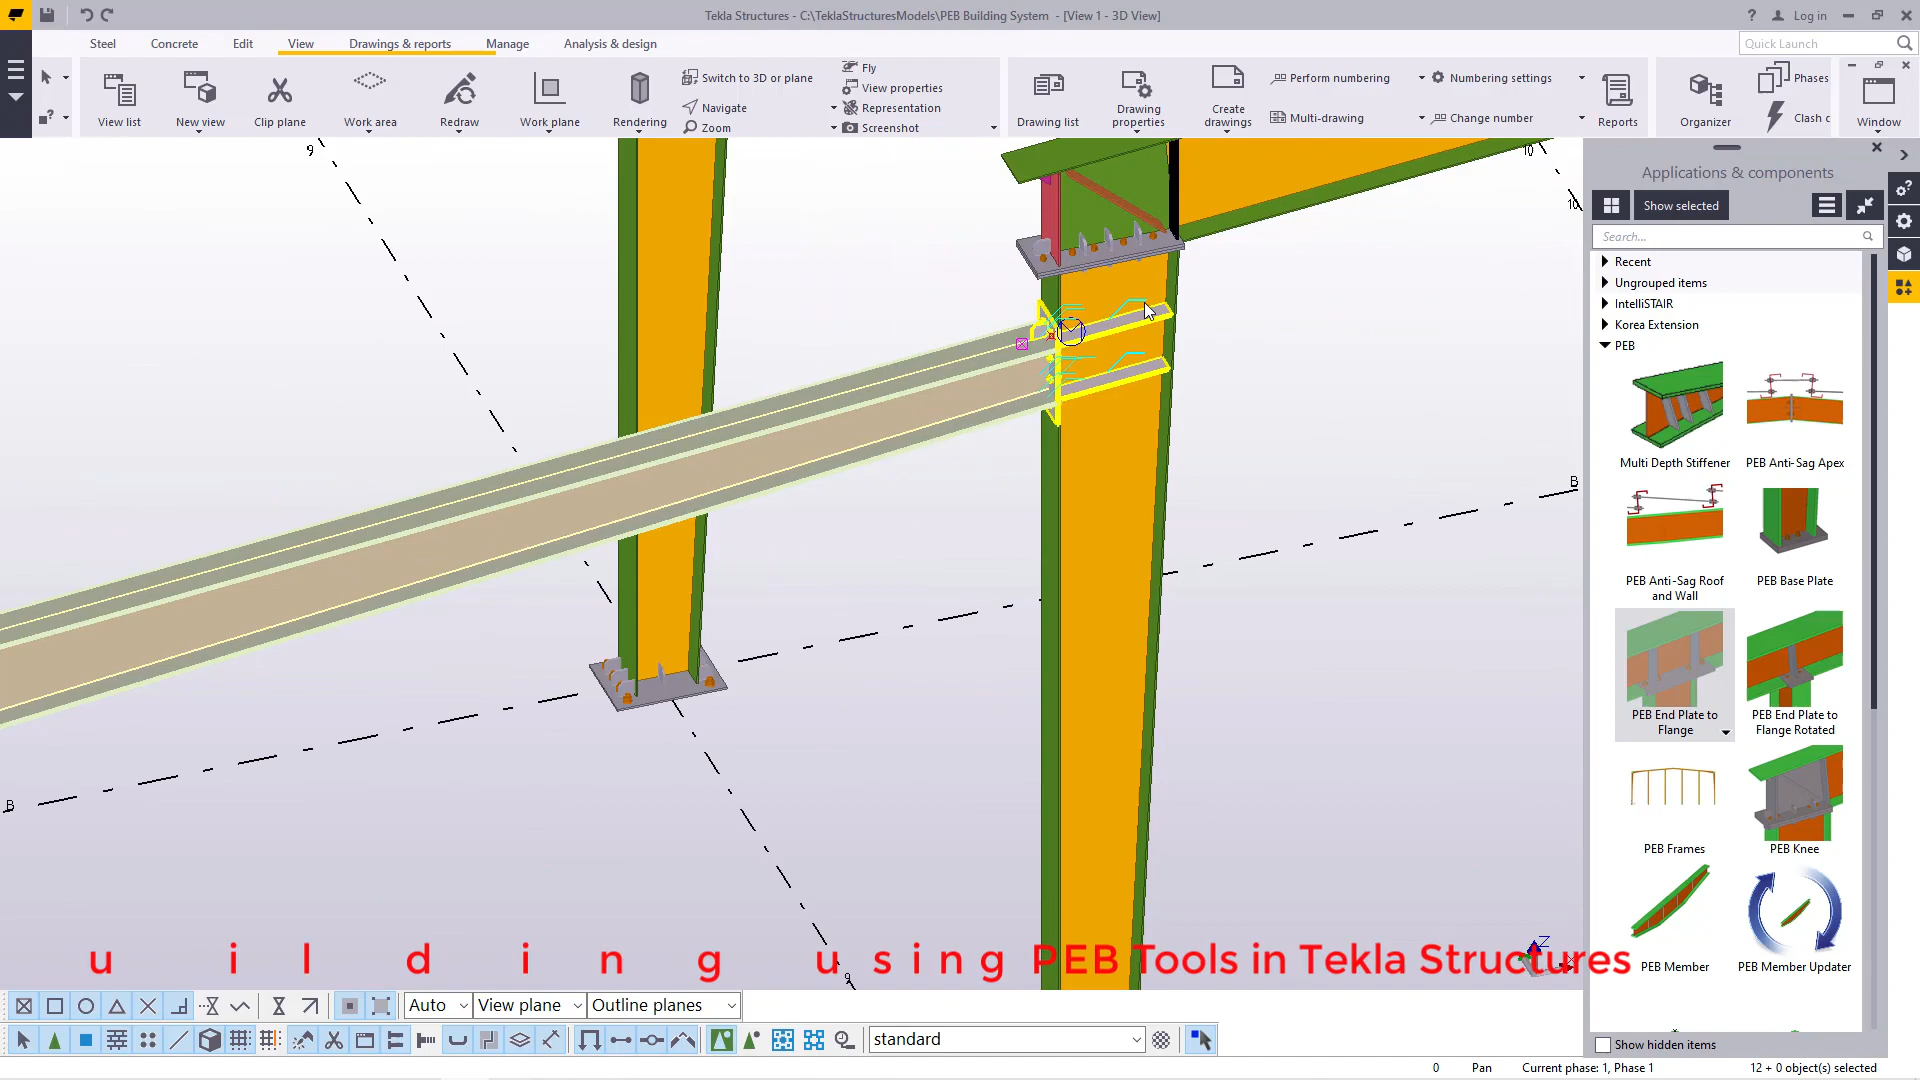 Tekla Structures - C:\TeklaStructuresModels\PEB Building System - [View 1 - 3D View]
? Log in
Steel Concrete Edit View Drawings & reports Manage Analysis & design
Quick Launch
View list
New view
Clip plane
Work area
Redraw
Work plane
Rendering
Switch to 3D or plane
Navigate
Zoom
Fly
View properties
Representation
Screenshot
Drawing list
Drawing properties
Create drawings
Perform numbering
Multi-drawing
Numbering settings
Change number
Reports
Organizer
Phases
Clash c
Window
Applications & components
Show selected
Search...
Recent
Ungrouped items
IntelliSTAIR
Korea Extension
PEB
Multi Depth Stiffener
PEB Anti-Sag Apex
PEB Anti-Sag Roof and Wall
PEB Base Plate
PEB End Plate to Flange
PEB End Plate to Flange Rotated
PEB Frames
PEB Knee
PEB Member
PEB Member Updater
Show hidden items
9
10
10
B
B
9
Z
u i l d i n g u s i n g PEB Tools in Tekla Structures
Auto
View plane
Outline planes
standard
0 Pan Current phase: 1, Phase 1 12 + 0 object(s) selected